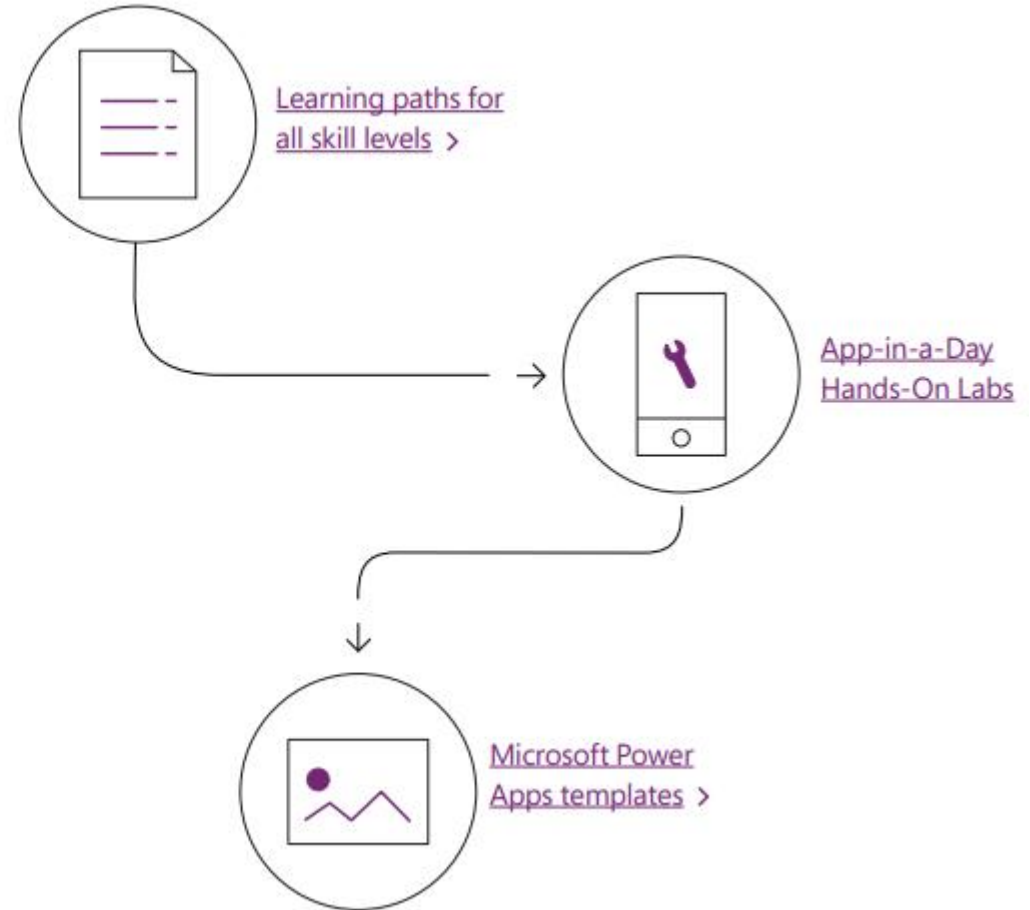 Learning paths for
all skill levels >
App-in-a-Day
Hands-On Labs
Microsoft Power
Apps templates >